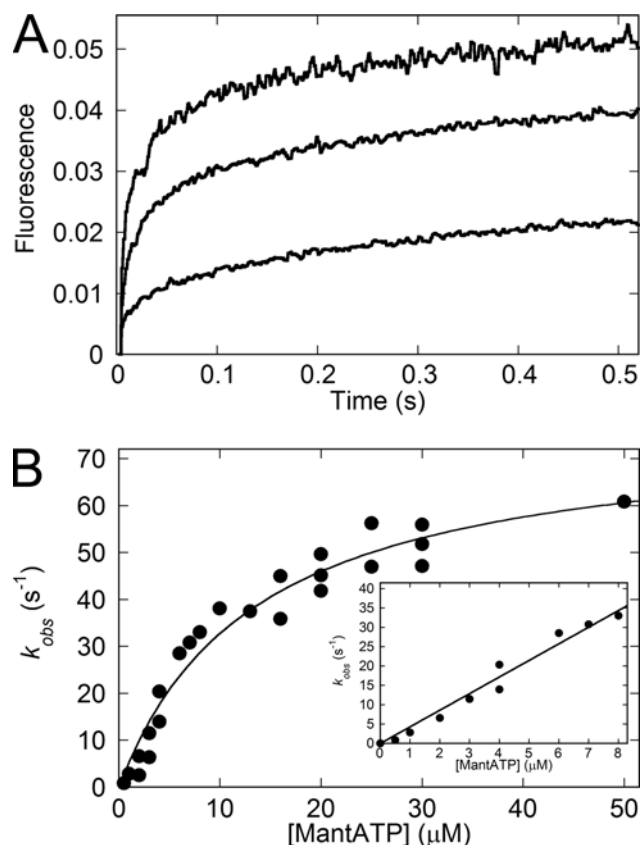 A
0.05
0.04
0.03
0.02
0.01
0
Fluorescence
0 0.1 0.2 0.3 0.4 0.5
Time (s)
B
70
60
50
40
30
20
10
0
k_obs (s⁻¹)
0 10 20 30 40 50
[MantATP] (μM)
40
35
30
25
20
15
10
5
0
k_obs (s⁻¹)
0 1 2 3 4 5 6 7 8
[MantATP] (μM)